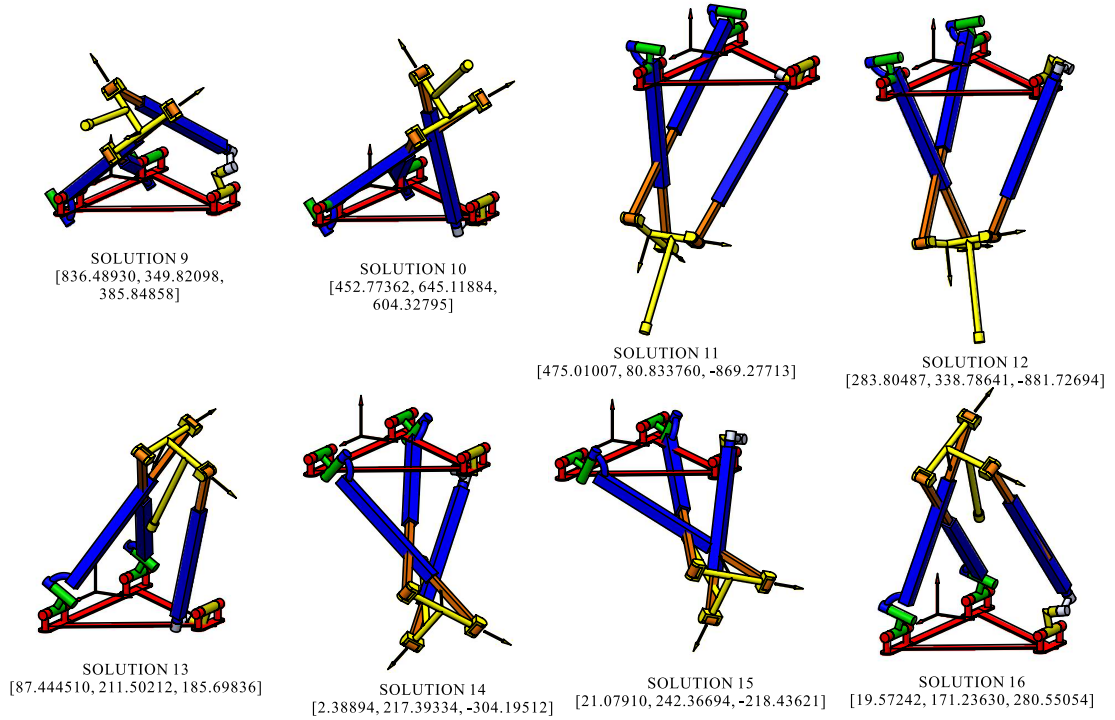 SOLUTION 9
[836.48930, 349.82098,
385.84858]
SOLUTION 10
[452.77362, 645.11884,
604.32795]
SOLUTION 11
[475.01007, 80.833760, -869.27713]
SOLUTION 12
[283.80487, 338.78641, -881.72694]
SOLUTION 13
[87.444510, 211.50212, 185.69836]
SOLUTION 14
[2.38894, 217.39334, -304.19512]
SOLUTION 15
[21.07910, 242.36694, -218.43621]
SOLUTION 16
[19.57242, 171.23630, 280.55054]